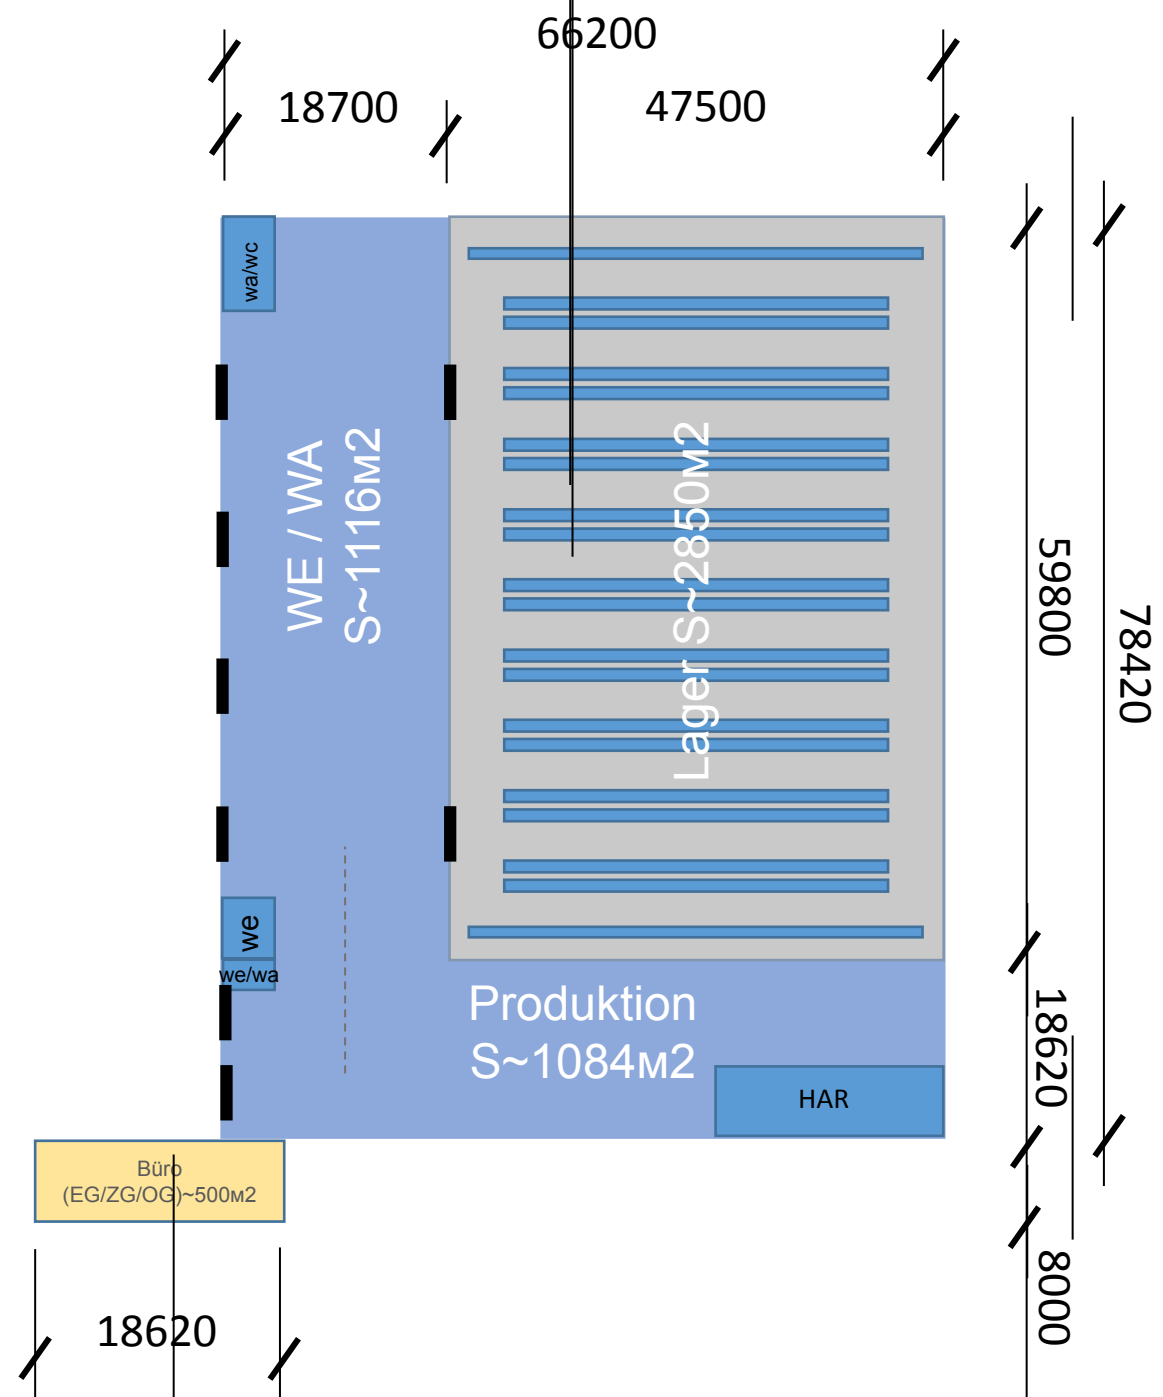 66200
18700
47500
wa/wc
WE / WA
S~1116м2
Lager S~2850м2
59800
78420
we
we/wa
Produktion
S~1084м2
18620
HAR
Büro
(EG/ZG/OG)~500м2
8000
18620